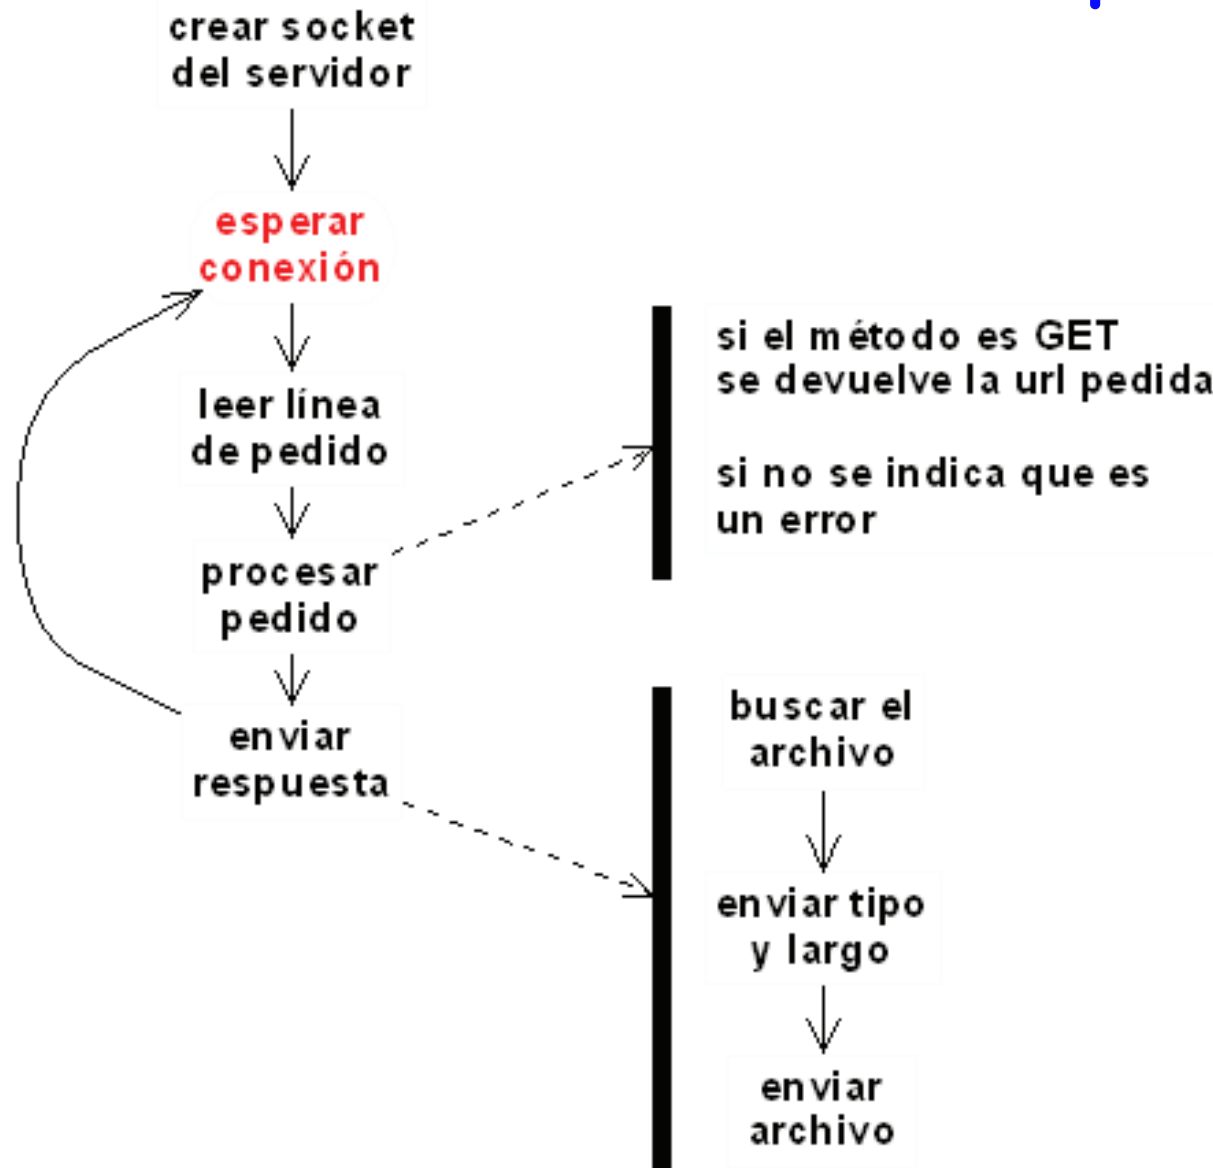 crear socket
del servidor
esperar
conexión
leer línea
de pedido
procesar
pedido
enviar
respuesta
si el método es GET
se devuelve la url pedida
si no se indica que es
un error
buscar el
archivo
enviar tipo
y largo
enviar
archivo